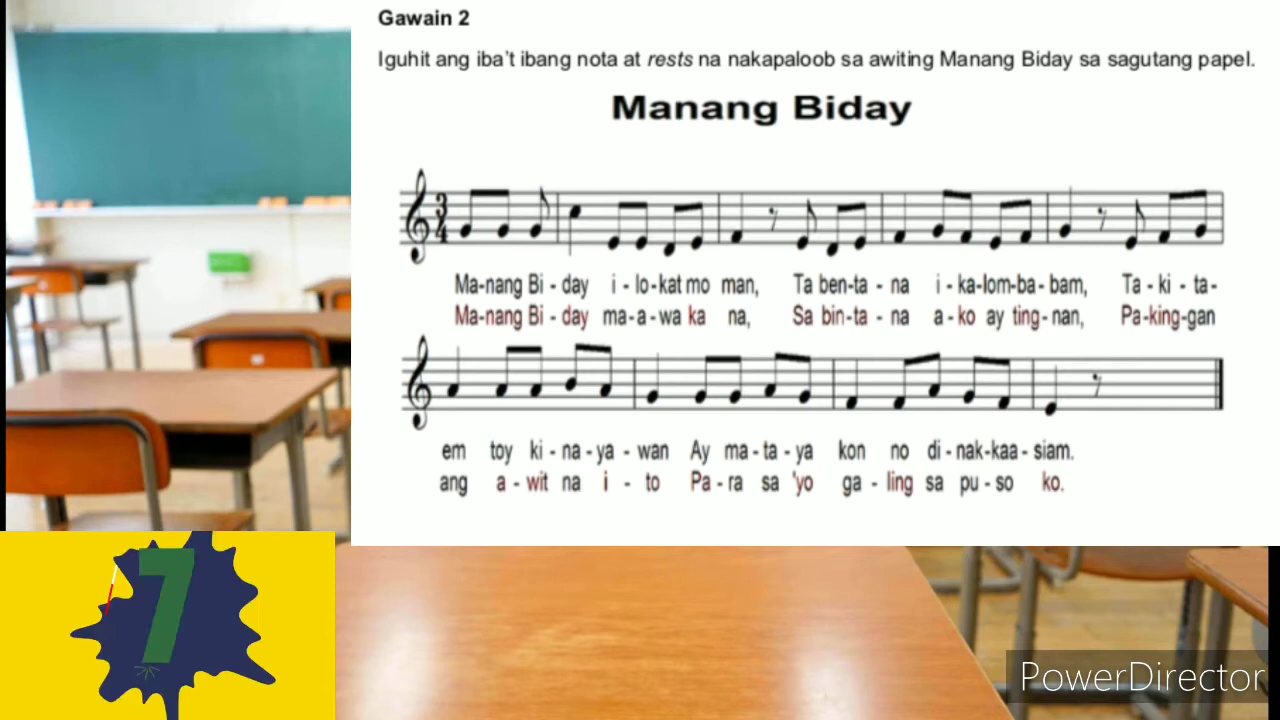 Gawain 2
Iguhit ang iba't ibang nota at rests na nakapaloob sa awiting Manang Biday sa sagutang papel.
Manang Biday
3
4
Ma-nang Bi - day i - lo-kat mo man, Ta ben-ta - na i - ka-lom-ba - bam, Ta - ki - ta-
Ma-nang Bi - day ma-a-wa ka na, Sa bin-ta - na a-ko ay ting-nan, Pa-king-gan
em toy ki - na - ya - wan Ay ma - ta - ya kon no di - nak-kaa - siam.
ang a - wit na i - to Pa - ra sa 'yo ga - ling sa pu - so ko.
7
PowerDirector